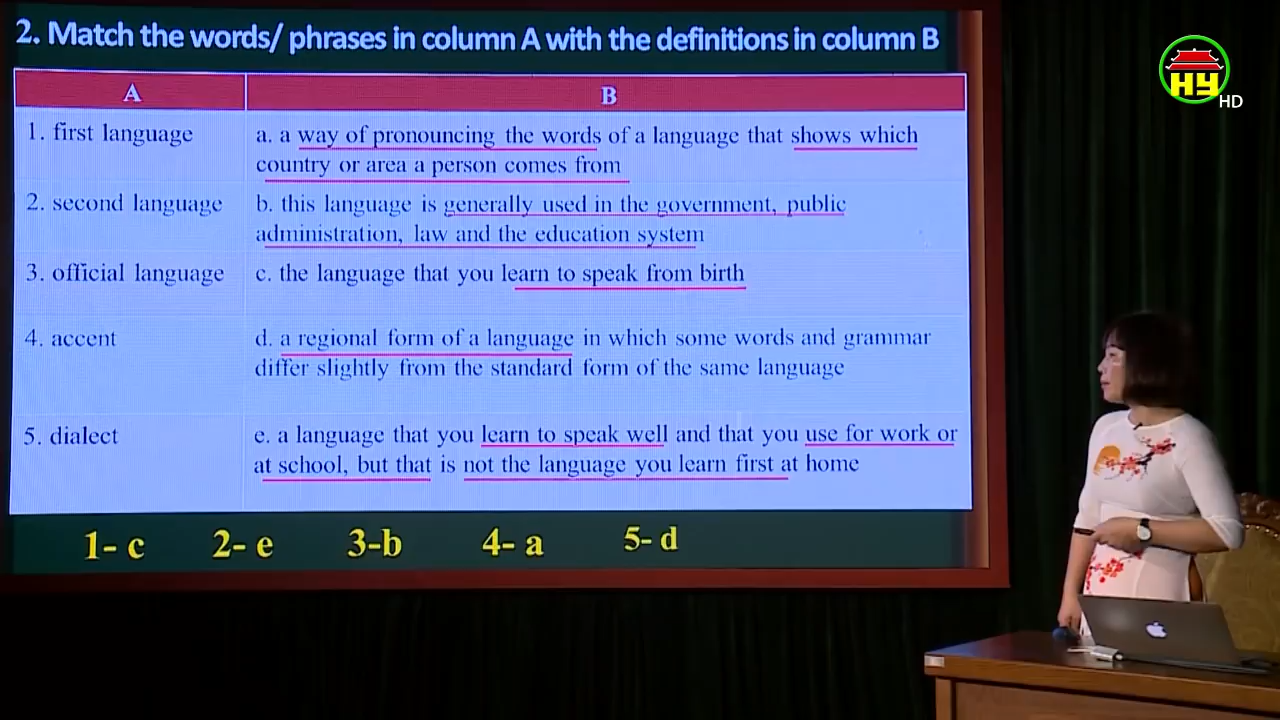 2. Match the words/ phrases in column A with the definitions in column B
A
B
1. first language
a. a way of pronouncing the words of a language that shows which
country or area a person comes from
2. second language
b. this language is generally used in the government, public
administration, law and the education system
3. official language
c. the language that you learn to speak from birth
4. accent
d. a regional form of a language in which some words and grammar
differ slightly from the standard form of the same language
5. dialect
e. a language that you learn to speak well and that you use for work or
at school, but that is not the language you learn first at home
1- c 2- e 3-b 4- a 5- d
HY
HD